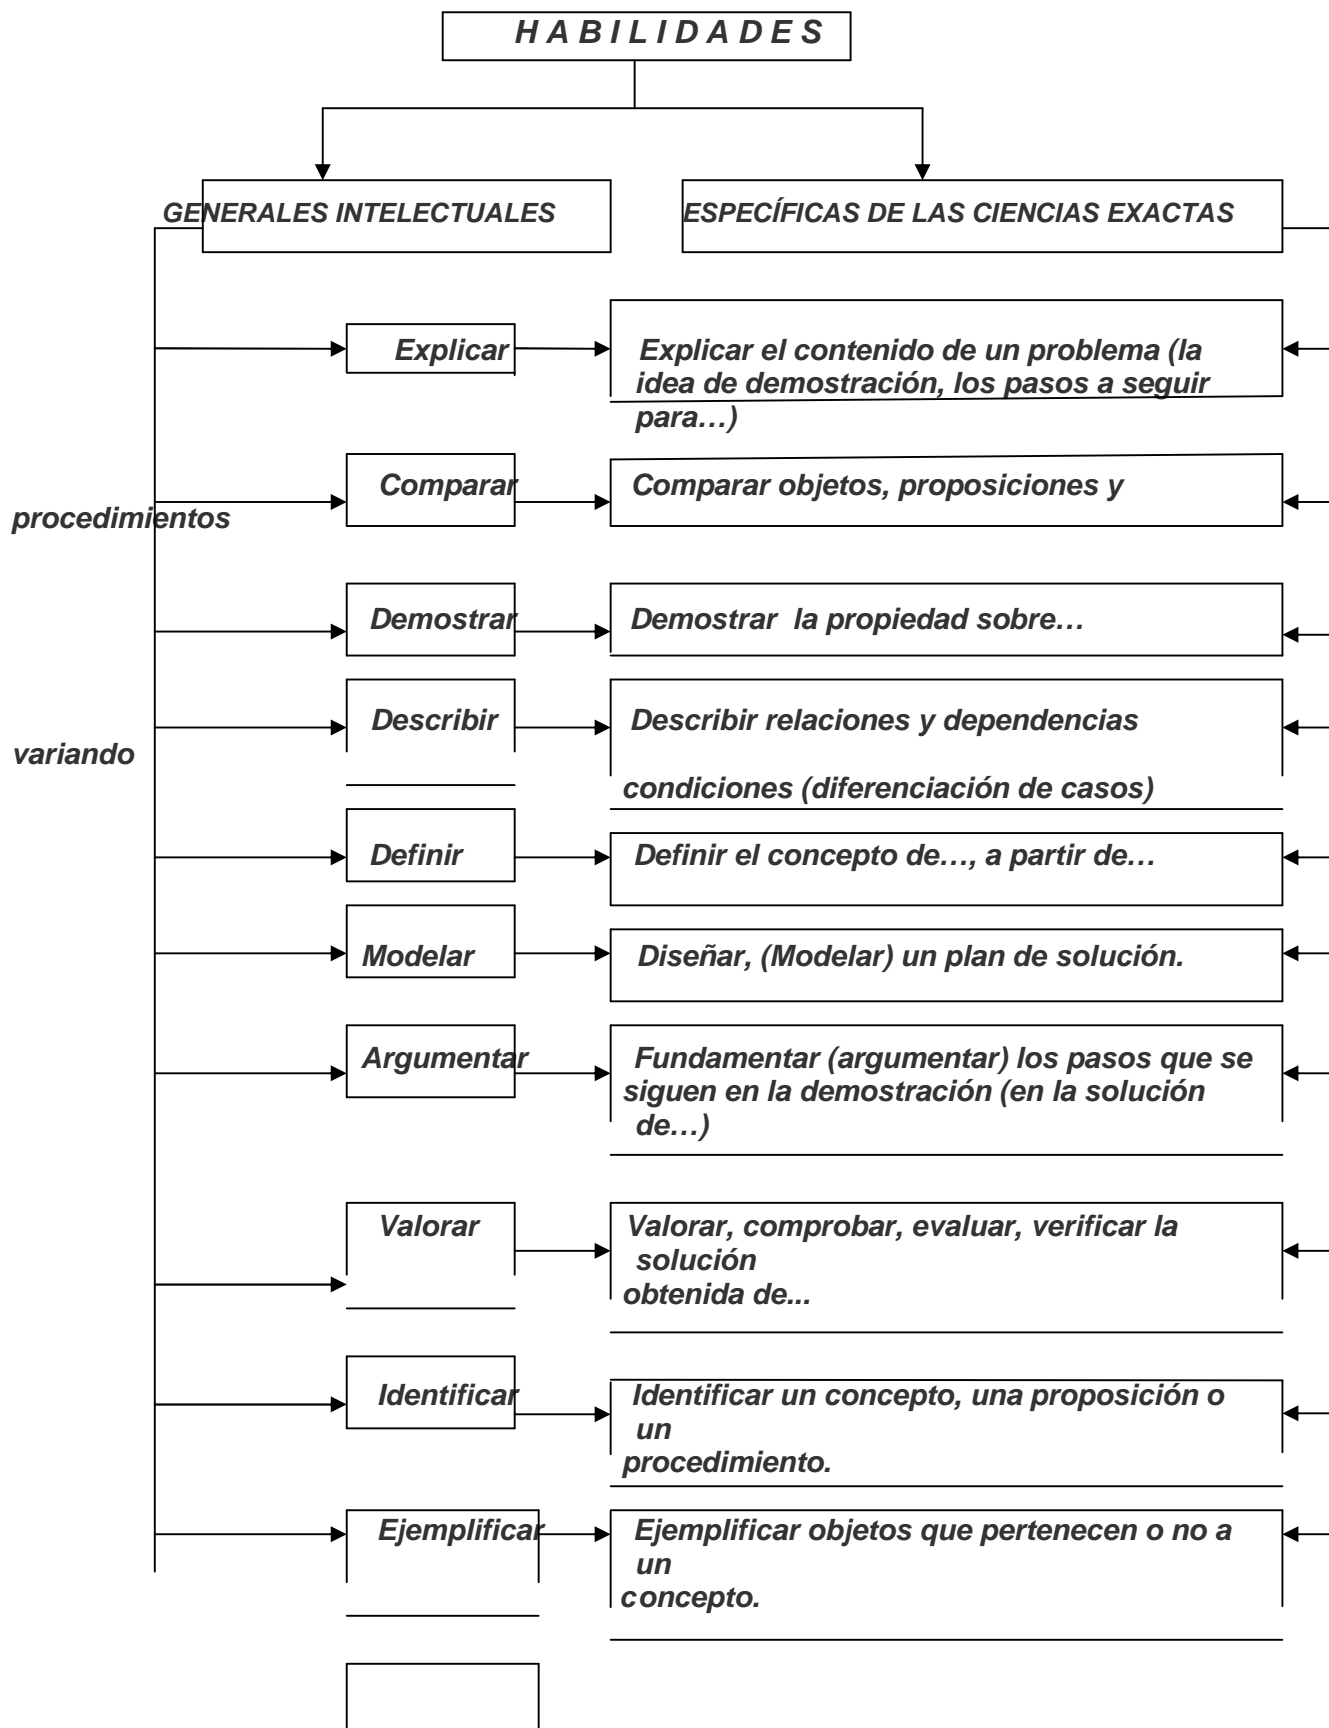 H A B I L I D A D E S
GENERALES INTELECTUALES
ESPECÍFICAS DE LAS CIENCIAS EXACTAS
Explicar
Explicar el contenido de un problema (la
idea de demostración, los pasos a seguir
para…)
Comparar
Comparar objetos, proposiciones y
procedimientos
Demostrar
Demostrar la propiedad sobre…
Describir
Describir relaciones y dependencias
variando
condiciones (diferenciación de casos)
Definir
Definir el concepto de…, a partir de…
Modelar
Diseñar, (Modelar) un plan de solución.
Argumentar
Fundamentar (argumentar) los pasos que se
siguen en la demostración (en la solución
de…)
Valorar
Valorar, comprobar, evaluar, verificar la
solución
obtenida de...
Identificar
Identificar un concepto, una proposición o
un
procedimiento.
Ejemplificar
Ejemplificar objetos que pertenecen o no a
un
concepto.